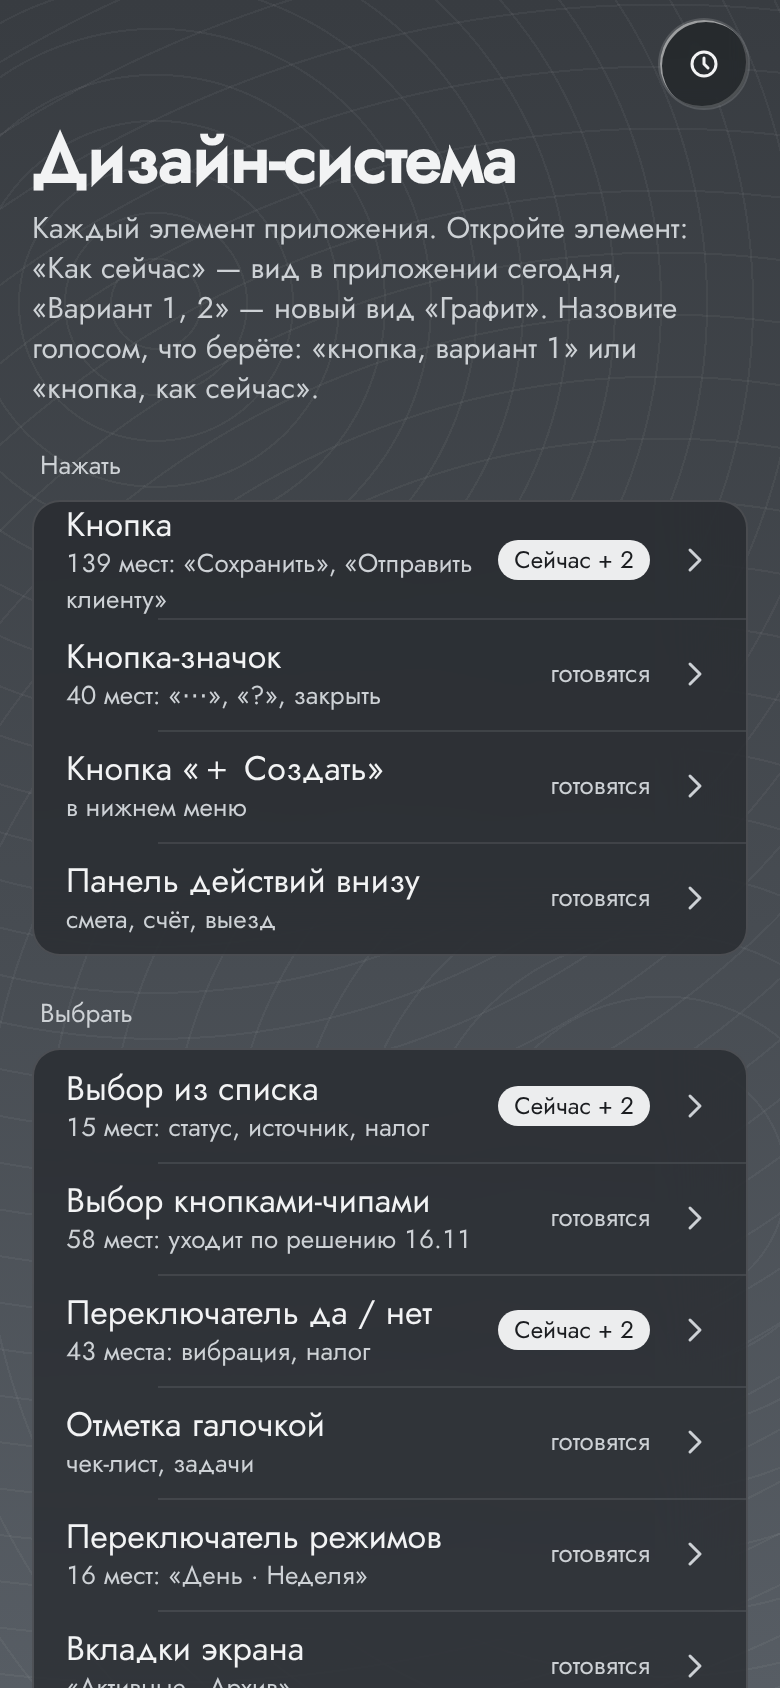 Дизайн-система
Каждый элемент приложения. Откройте элемент:
«Как сейчас» — вид в приложении сегодня,
«Вариант 1, 2» — новый вид «Графит». Назовите
голосом, что берёте: «кнопка, вариант 1» или
«кнопка, как сейчас».
Нажать
Кнопка
139 мест: «Сохранить», «Отправить
клиенту»
Сейчас + 2
Кнопка-значок
40 мест: «···», «?», закрыть
готовятся
Кнопка « + Создать»
в нижнем меню
готовятся
Панель действий внизу
смета, счёт, выезд
готовятся
Выбрать
Выбор из списка
15 мест: статус, источник, налог
Сейчас + 2
Выбор кнопками-чипами
58 мест: уходит по решению 16.11
готовятся
Переключатель да / нет
43 места: вибрация, налог
Сейчас + 2
Отметка галочкой
чек-лист, задачи
готовятся
Переключатель режимов
16 мест: «День · Неделя»
готовятся
Вкладки экрана
«Активные · Архив»
готовятся